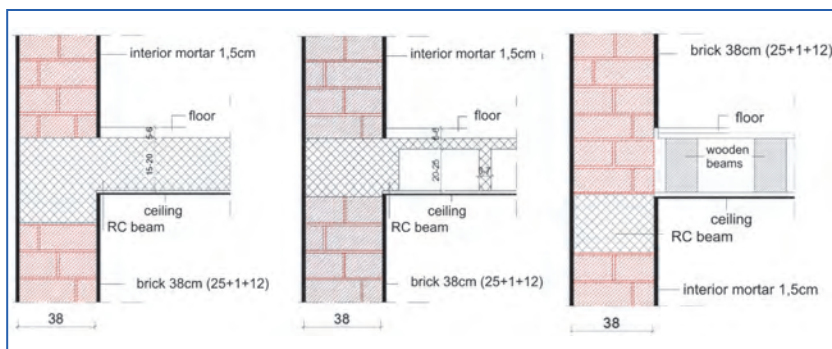 interior mortar 1,5cm
floor
5-6
15-20
ceiling
RC beam
brick 38cm (25+1+12)
38
interior mortar 1,5cm
floor
20-25
ceiling
RC beam
brick 38cm (25+1+12)
38
brick 38cm (25+1+12)
floor
wooden
beams
ceiling
RC beam
interior mortar 1,5cm
38